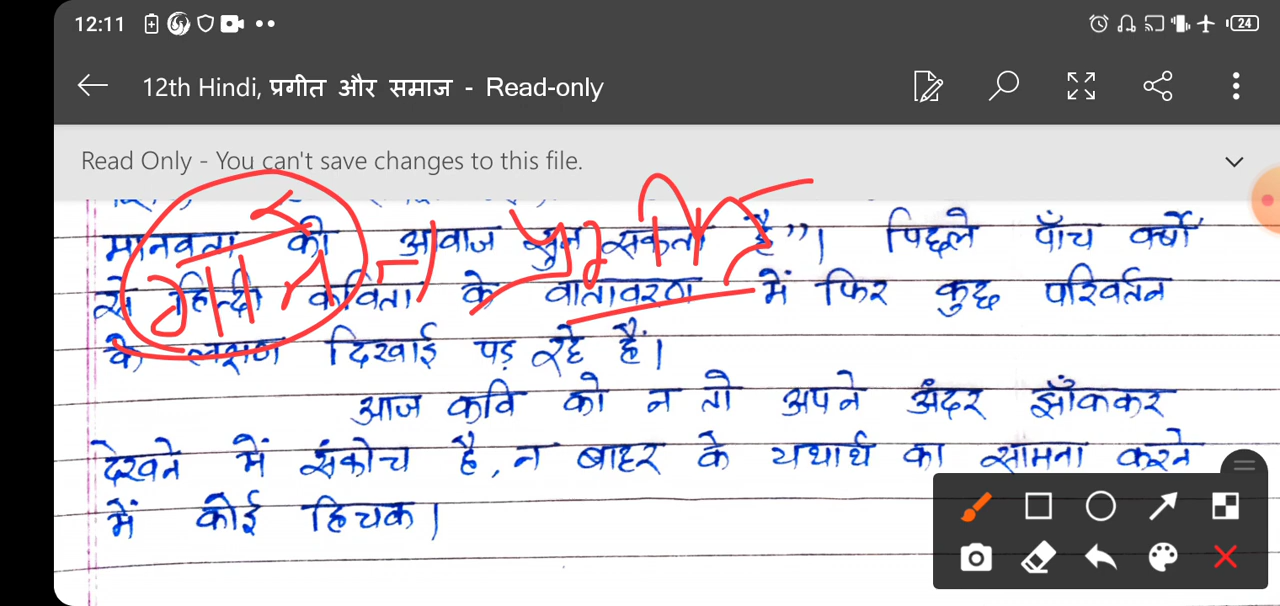 12:11
24
12th Hindi, प्रगीत और समाज - Read-only
Read Only - You can't save changes to this file.
मानवता की आवाज सुन सकता है”। पिछले पाँच वर्षों
से हिन्दी कविता के वातावरण में फिर कुछ परिवर्तन
के लक्षण दिखाई पड़ रहे हैं।
आज कवि को न तो अपने अंदर झाँककर
देखने में संकोच है, न बाहर के यथार्थ का सामना करने
में कोई हिचक।